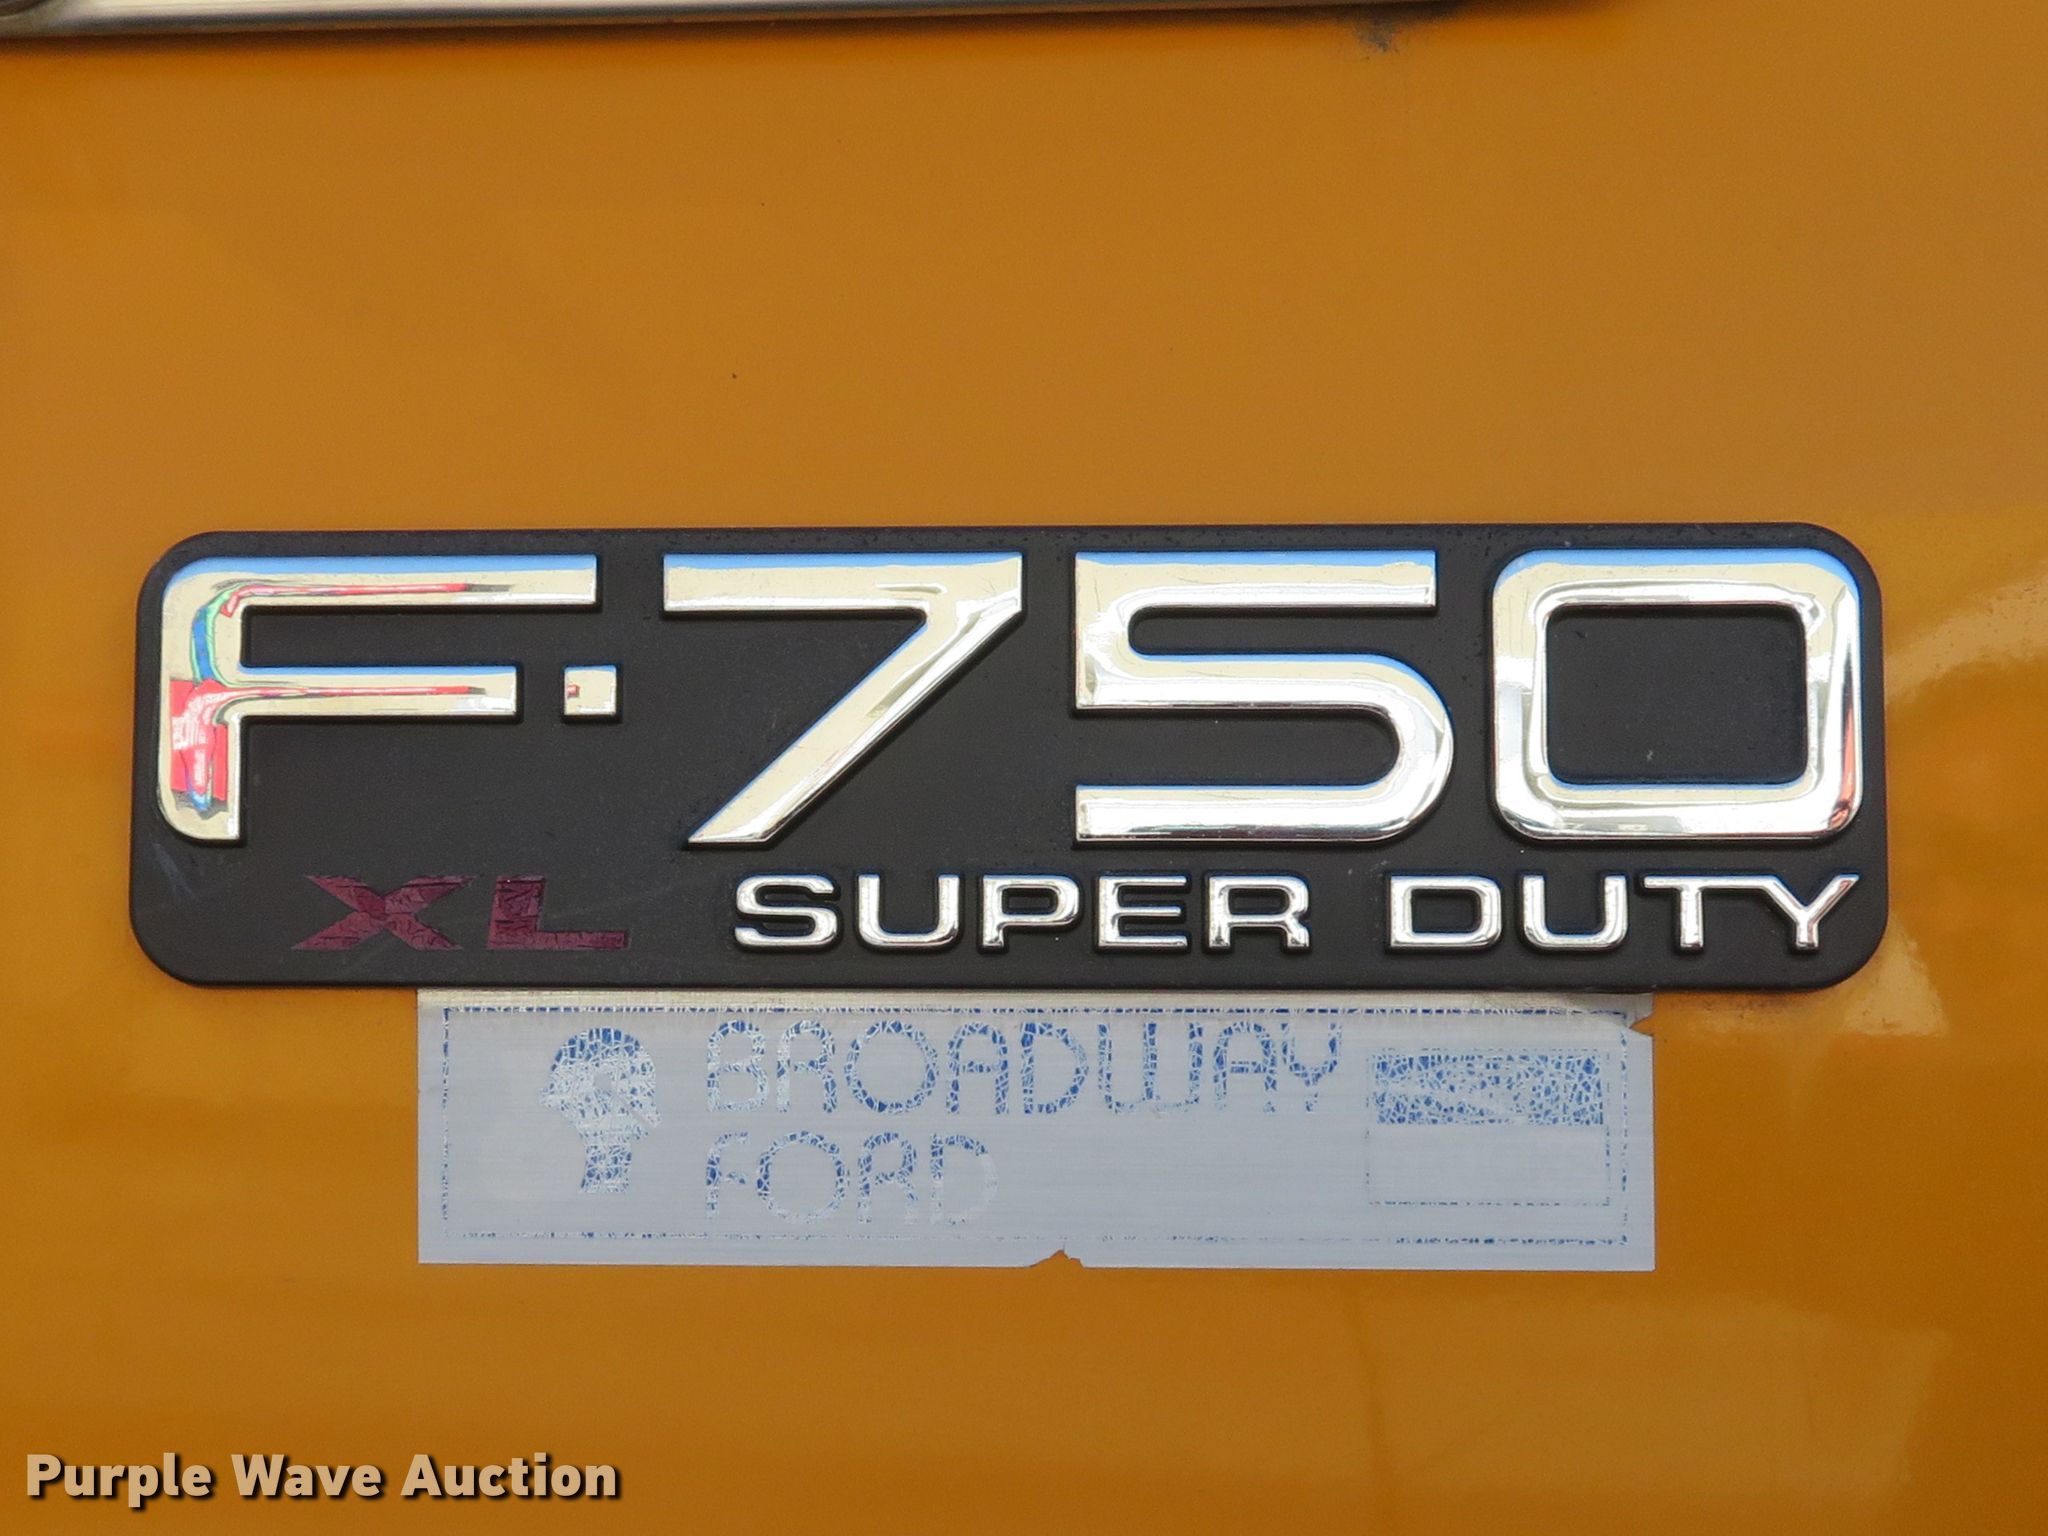 F-750
XL SUPER DUTY
BROADWAY
FORD
Purple Wave Auction